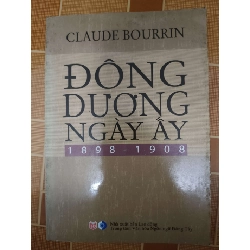 CLAUDE BOURRIN
ĐÔNG
DƯƠNG
NGÀY ẤY
1898 - 1908